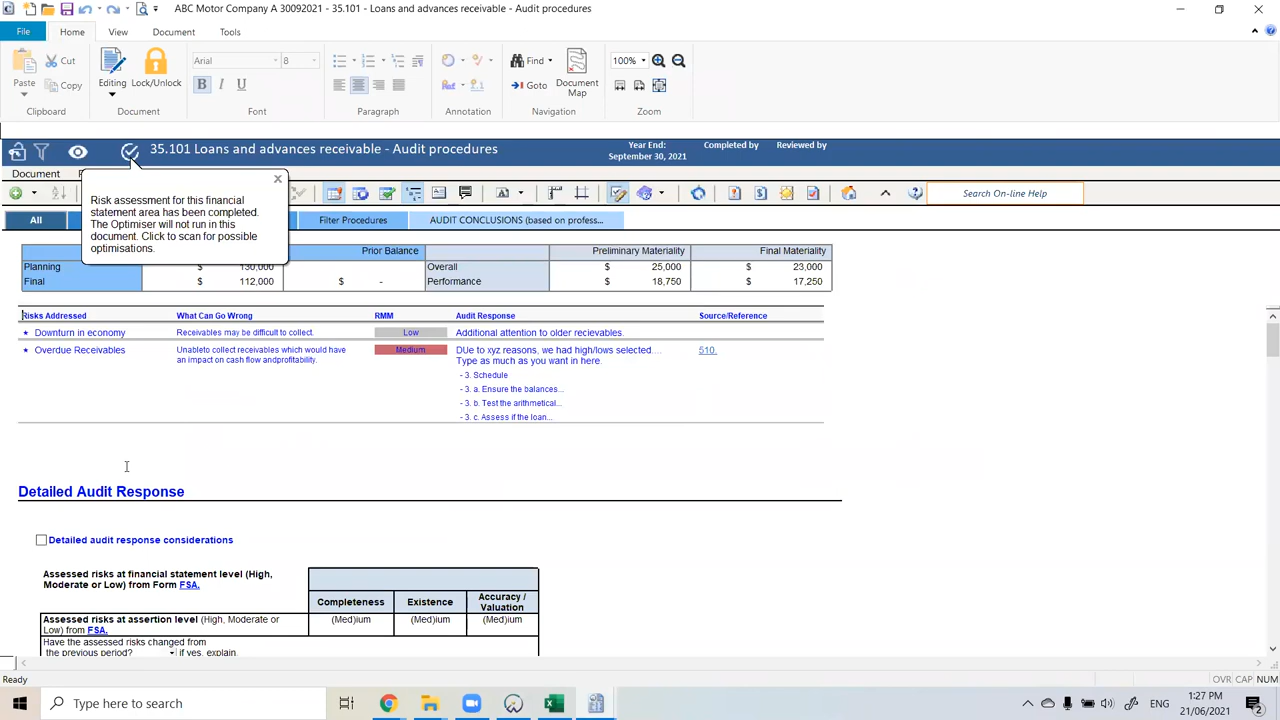 ABC Motor Company A 30092021 - 35.101 - Loans and advances receivable - Audit procedures
File Home View Document Tools
Paste
Cut
Copy
Clipboard
Editing
Lock/Unlock
Document
Arial 8
B I U
Font
Paragraph
Annotation
Find
Goto
Document
Map
Navigation
100%
Zoom
35.101 Loans and advances receivable - Audit procedures
Year End:
September 30, 2021
Completed by
Reviewed by
Document
Search On-line Help
Risk assessment for this financial
statement area has been completed.
The Optimiser will not run in this
document. Click to scan for possible
optimisations.
All Filter Procedures AUDIT CONCLUSIONS (based on profess...
Prior Balance Preliminary Materiality Final Materiality
Planning $ 130,000 Overall $ 25,000 $ 23,000
Final $ 112,000 $ - Performance $ 18,750 $ 17,250
Risks Addressed What Can Go Wrong RMM Audit Response Source/Reference
Downturn in economy Receivables may be difficult to collect. Low Additional attention to older recievables.
Overdue Receivables Unableto collect receivables which would have Medium DUe to xyz reasons, we had high/lows selected.... 510.
an impact on cash flow andprofitability. Type as much as you want in here.
- 3. Schedule
- 3. a. Ensure the balances...
- 3. b. Test the arithmetical...
- 3. c. Assess if the loan...
Detailed Audit Response
Detailed audit response considerations
Assessed risks at financial statement level (High,
Moderate or Low) from Form FSA.
Completeness Existence Accuracy /
Valuation
Assessed risks at assertion level (High, Moderate or (Med)ium (Med)ium (Med)ium
Low) from FSA.
Have the assessed risks changed from
the previous period? if yes, explain.
Ready
OVR CAP NUM
Type here to search
ENG
1:27 PM
21/06/2021
2